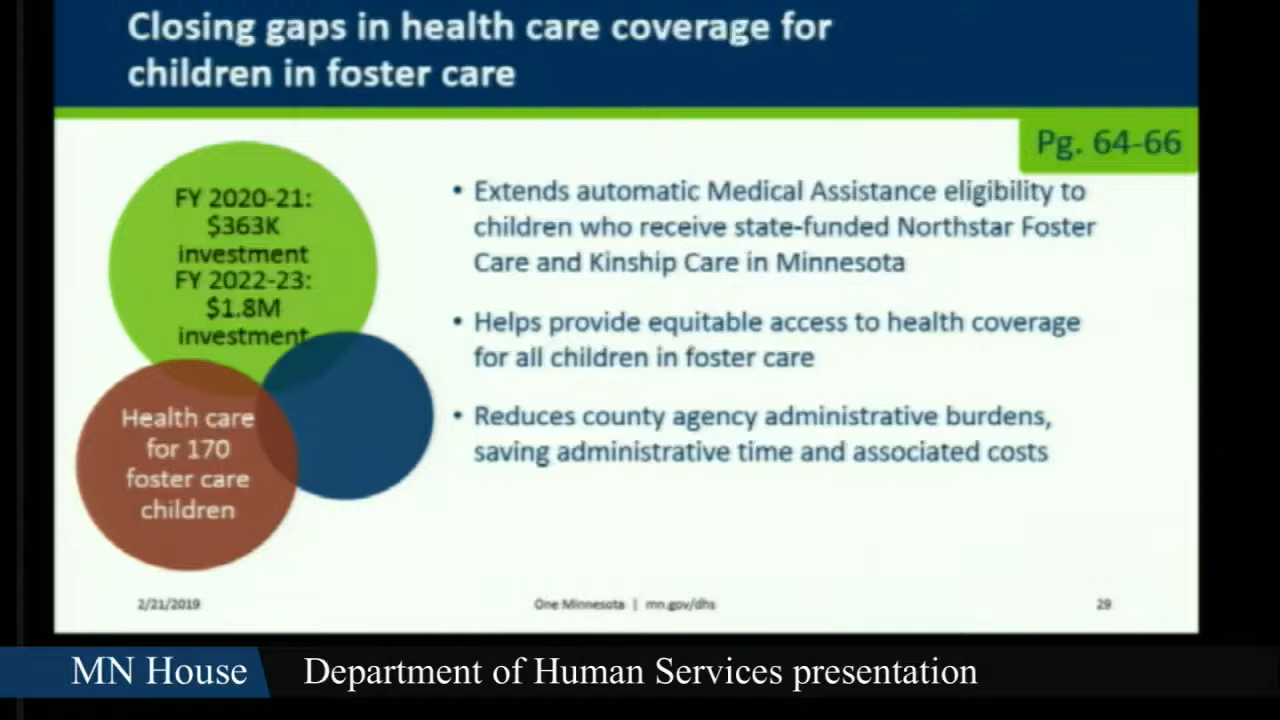 Closing gaps in health care coverage for
children in foster care
Pg. 64-66
FY 2020-21:
$363K
investment
FY 2022-23:
$1.8M
investment
Health care
for 170
foster care
children
• Extends automatic Medical Assistance eligibility to
children who receive state-funded Northstar Foster
Care and Kinship Care in Minnesota
• Helps provide equitable access to health coverage
for all children in foster care
• Reduces county agency administrative burdens,
saving administrative time and associated costs
2/21/2019
One Minnesota | mn.gov/dhs
29
MN House
Department of Human Services presentation